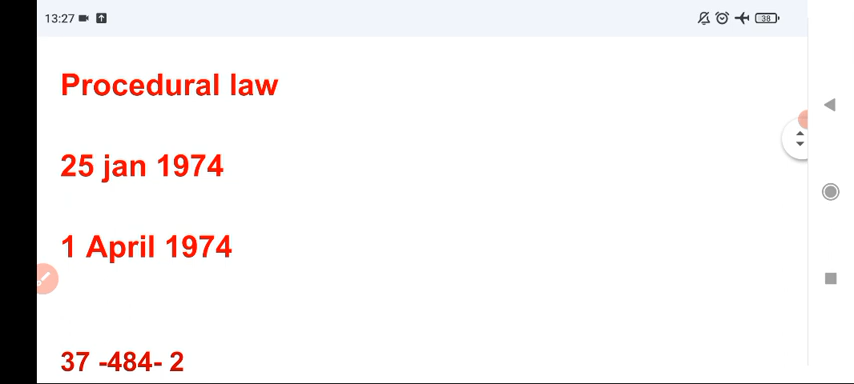 13:27
38
Procedural law
25 jan 1974
1 April 1974
37 -484- 2